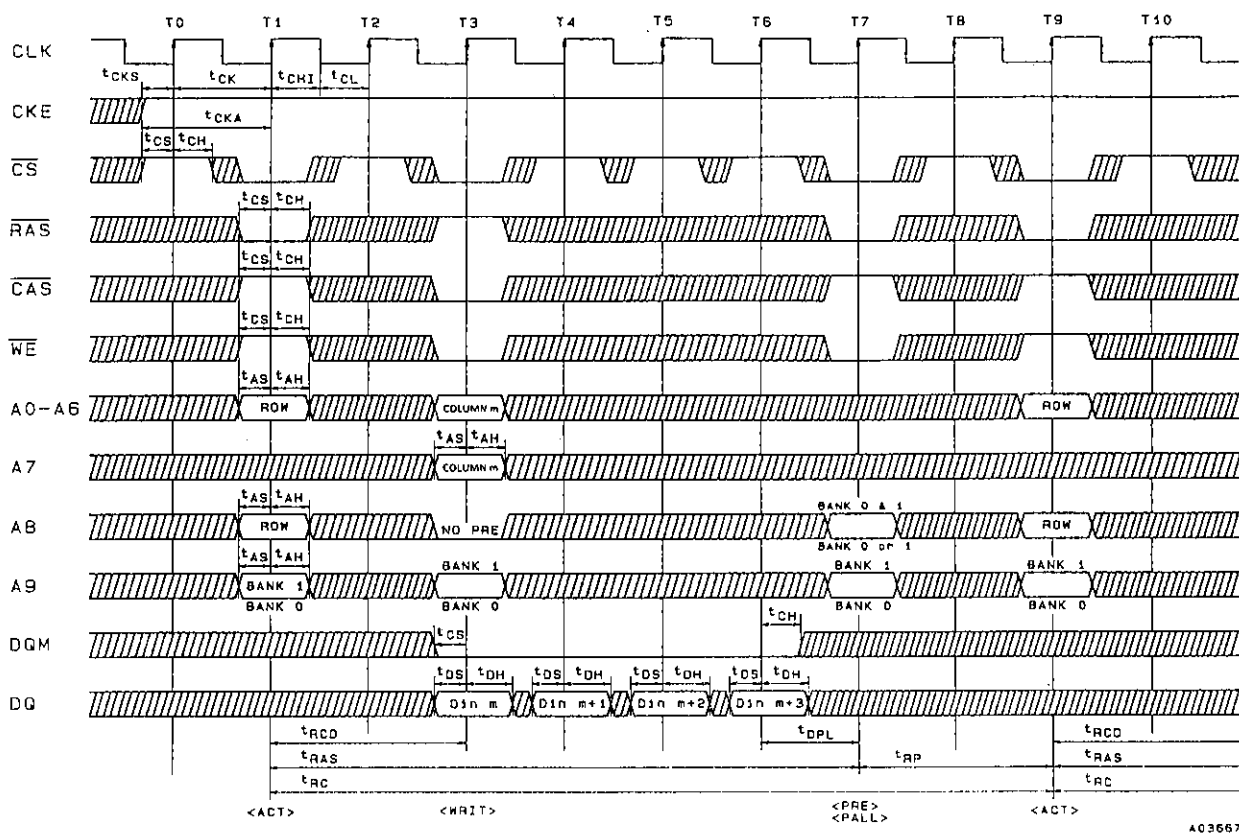 T0 T1 T2 T3 T4 T5 T6 T7 T8 T9 T10
CLK
tCKS tCK tCHI tCL
CKE
tCKA
tCS tCH
CS
tCS tCH
RAS
tCS tCH
CAS
tCS tCH
WE
tAS tAH
A0-A6 ROW COLUMN m ROW
tAS tAH
A7 COLUMN m
tAS tAH BANK 0 & 1
A8 ROW NO PRE ROW
BANK 0 or 1
tAS tAH BANK 1 BANK 1 BANK 1
A9 BANK 1
BANK 0 BANK 0 BANK 0 BANK 0
tCH
DQM tCS
tDS tDH tDS tDH tDS tDH tDS tDH
DQ Din m Din m+1 Din m+2 Din m+3
tRCD tDPL tRCD
tRAS tRP tRAS
tRC tRC
<ACT> <WRIT> <PRE> <ACT>
<PALL>
A03667